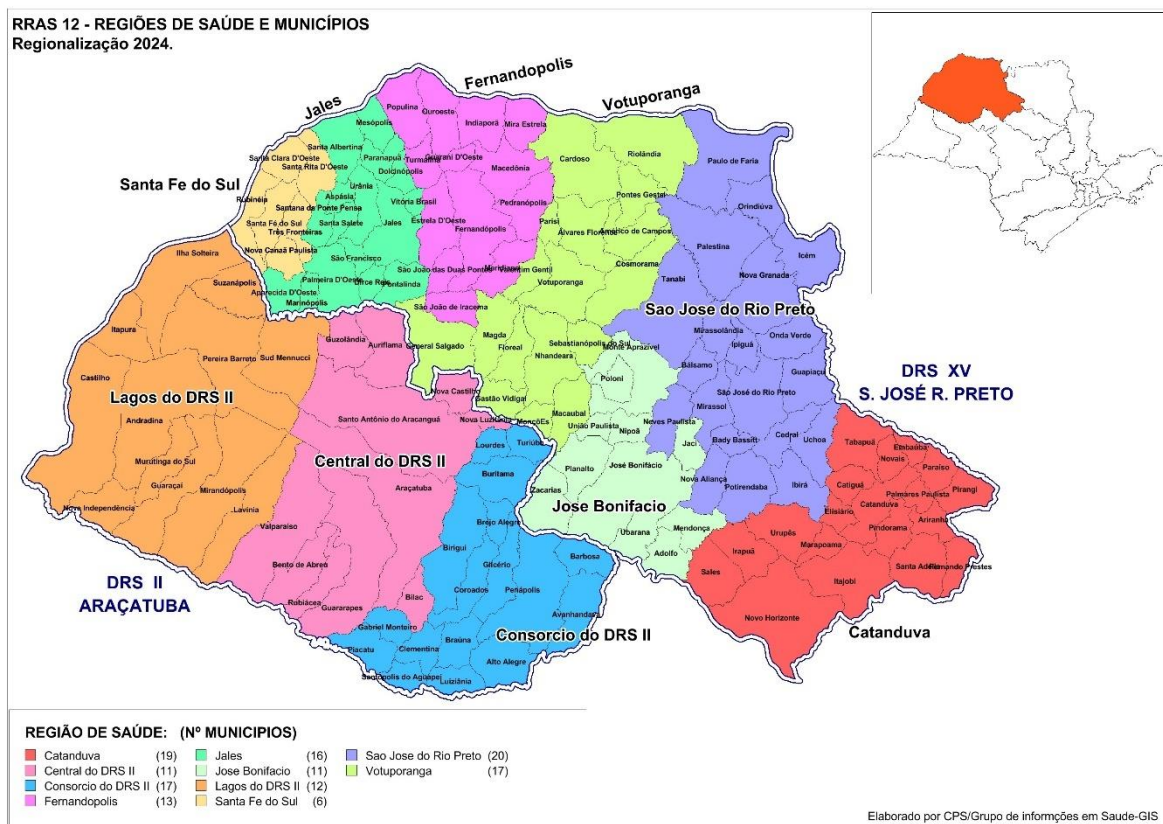 RRAS 12 - REGIÕES DE SAÚDE E MUNICÍPIOS
Regionalização 2024.
Fernandopolis
Jales
Votuporanga
Santa Fe do Sul
Populina
Ouroeste
Indiaporã
Mira Estrela
Mesópolis
Santa Albertina
Paranapuã
Turmalina
Guarani D'Oeste
Macedônia
Dolcinópolis
Santa Clara D'Oeste
Santa Rita D'Oeste
Urânia
Aspásia
Rubinéia
Santana da Ponte Pensa
Vitória Brasil
Pedranópolis
Santa Fé do Sul
Santa Salete
Jales
Estrela D'Oeste
Fernandópolis
Três Fronteiras
Nova Canaã Paulista
São Francisco
São João das Duas Pontes
Meridiano
Valentim Gentil
Palmeira D'Oeste
Dirce Reis
Pontalinda
Aparecida D'Oeste
Marinópolis
São João de Iracema
Cardoso
Riolândia
Pontes Gestal
Parisi
Álvares Florence
Américo de Campos
Cosmorama
Votuporanga
Paulo de Faria
Orindiúva
Palestina
Icém
Nova Granada
Tanabi
Sao Jose do Rio Preto
Mirassolândia
Ipiguá
Onda Verde
Guapiaçu
Bálsamo
São José do Rio Preto
Mirassol
Neves Paulista
Bady Bassitt
Cedral
Uchoa
Jaci
Nova Aliança
Potirendaba
Ibirá
General Salgado
Magda
Floreal
Sebastianópolis do Sul
Nhandeara
Monte Aprazível
Poloni
Gastão Vidigal
Macaubal
Monções
União Paulista
Nipoã
Planalto
José Bonifácio
Zacarias
Jose Bonifacio
Ubarana
Mendonça
Adolfo
Ilha Solteira
Suzanápolis
Itapura
Pereira Barreto
Sud Mennucci
Castilho
Lagos do DRS II
Andradina
Murutinga do Sul
Guaraçaí
Mirandópolis
Nova Independência
Lavínia
Guzolândia
Auriflama
Nova Castilho
Santo Antônio do Aracanguá
Nova Luzitânia
Central do DRS II
Araçatuba
Valparaíso
Bento de Abreu
Rubiácea
Guararapes
Bilac
Lourdes
Turiúba
Buritama
Brejo Alegre
Birigui
Glicério
Barbosa
Coroados
Penápolis
Avanhandava
Gabriel Monteiro
Consorcio do DRS II
Piacatu
Clementina
Braúna
Alto Alegre
Santópolis do Aguapeí
Luiziânia
DRS XV
S. JOSÉ R. PRETO
Tabapuã
Embaúba
Novais
Paraíso
Catiguá
Palmares Paulista
Pirangi
Catanduva
Elisiário
Ariranha
Pindorama
Urupês
Marapoama
Irapuã
Santa Adélia
Fernando Prestes
Sales
Itajobi
Novo Horizonte
Catanduva
DRS II
ARAÇATUBA
REGIÃO DE SAÚDE: (Nº MUNICIPIOS)
Catanduva (19) Jales (16) Sao Jose do Rio Preto (20)
Central do DRS II (11) Jose Bonifacio (11) Votuporanga (17)
Consorcio do DRS II (17) Lagos do DRS II (12)
Fernandopolis (13) Santa Fe do Sul (6)
Elaborado por CPS/Grupo de informções em Saude-GIS